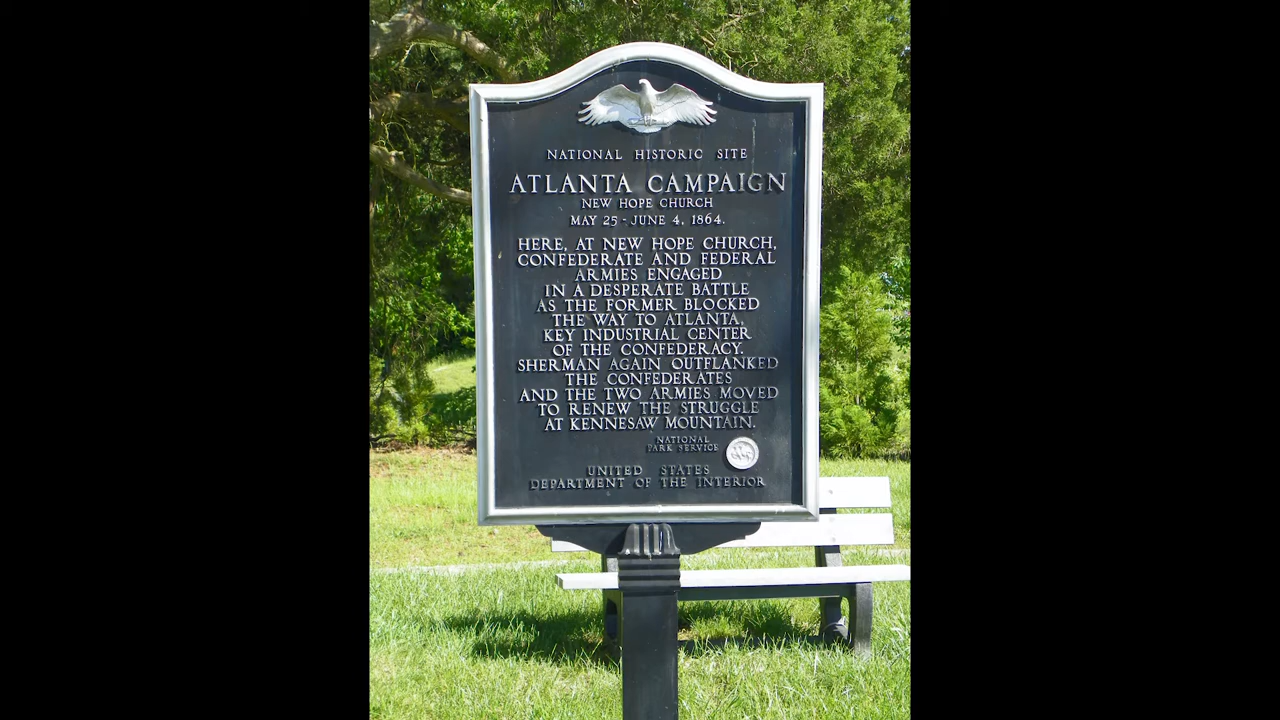 NATIONAL HISTORIC SITE
ATLANTA CAMPAIGN
NEW HOPE CHURCH
MAY 25 - JUNE 4, 1864.
HERE, AT NEW HOPE CHURCH,
CONFEDERATE AND FEDERAL
ARMIES ENGAGED
IN A DESPERATE BATTLE
AS THE FORMER BLOCKED
THE WAY TO ATLANTA,
KEY INDUSTRIAL CENTER
OF THE CONFEDERACY.
SHERMAN AGAIN OUTFLANKED
THE CONFEDERATES
AND THE TWO ARMIES MOVED
TO RENEW THE STRUGGLE
AT KENNESAW MOUNTAIN.
NATIONAL
PARK SERVICE
UNITED STATES
DEPARTMENT OF THE INTERIOR